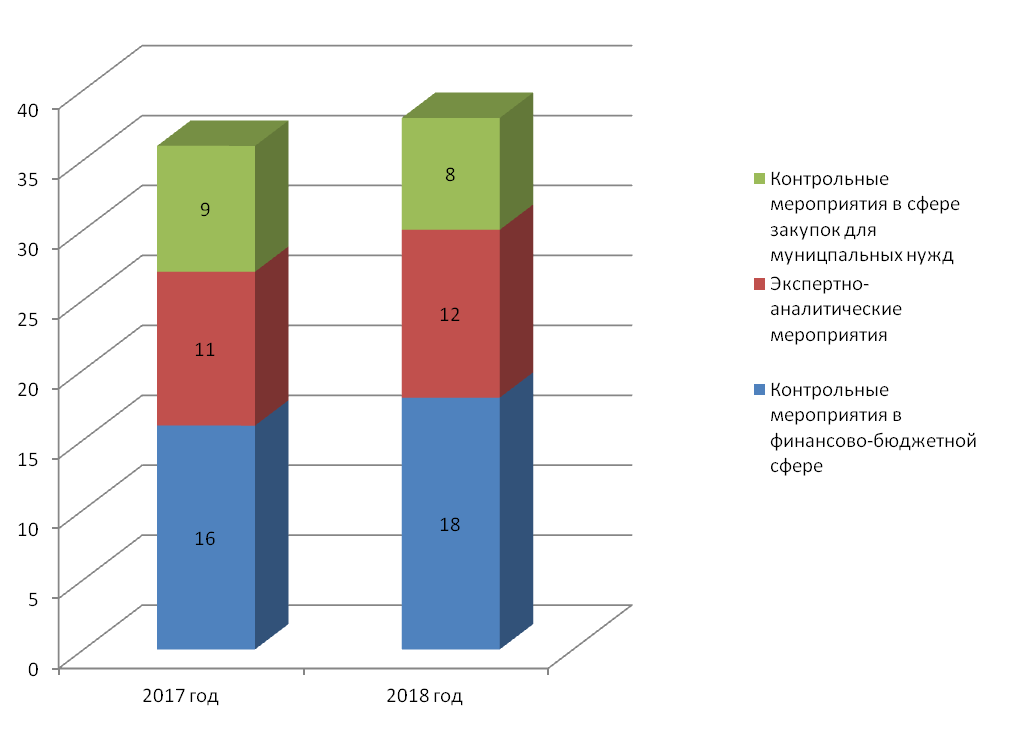 40
35
30
25
20
15
10
5
0
9
11
16
8
12
18
2017 год
2018 год
Контрольные
мероприятия в сфере
закупок для
муницпальных нужд
Экспертно-
аналитические
мероприятия
Контрольные
мероприятия в
финансово-бюджетной
сфере